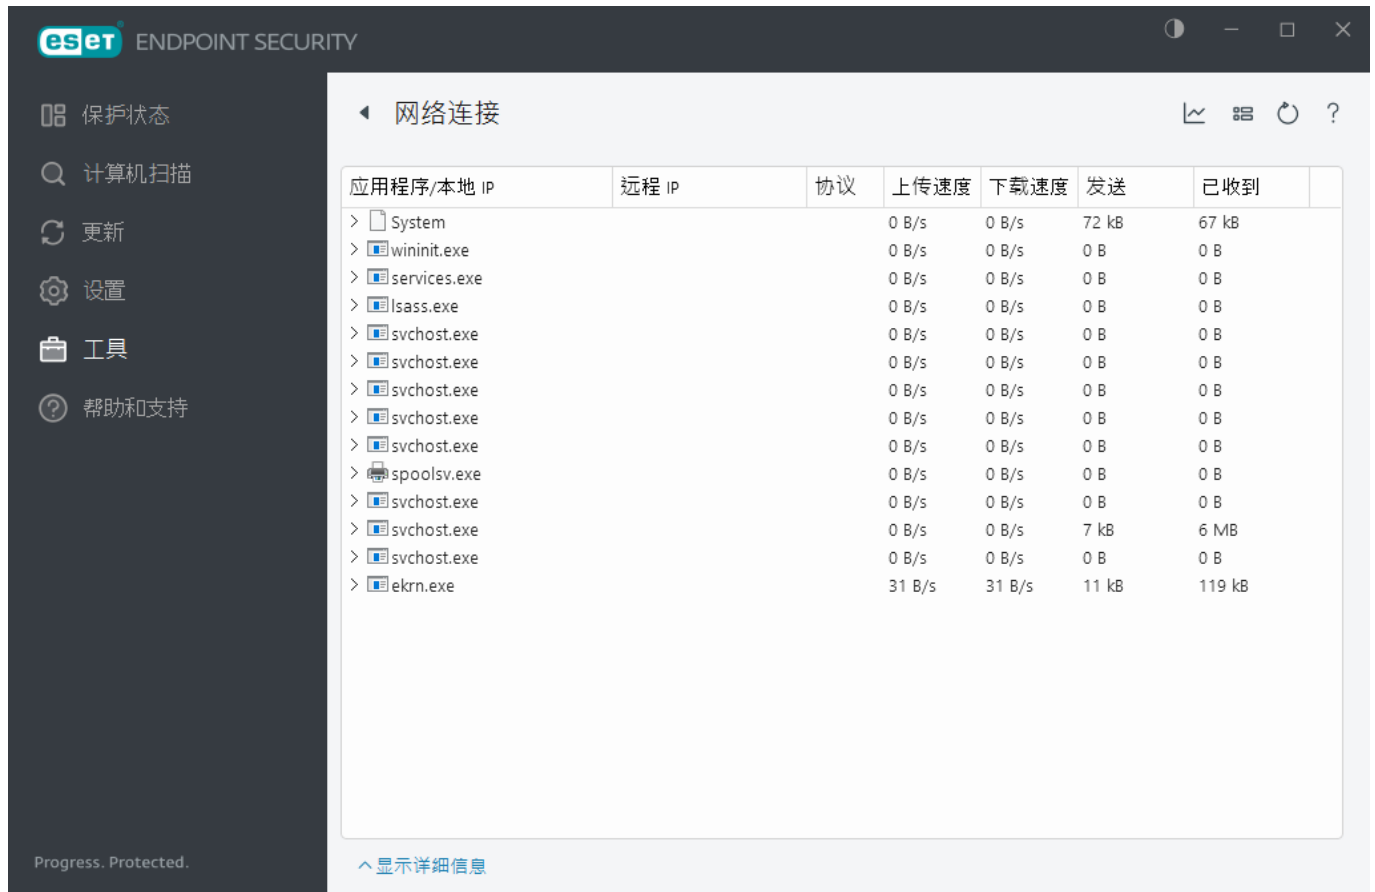 eset ENDPOINT SECURITY
保护状态
计算机扫描
更新
设置
工具
帮助和支持
Progress. Protected.
网络连接
?
应用程序/本地 IP 远程 IP 协议 上传速度 下载速度 发送 已收到
System 0 B/s 0 B/s 72 kB 67 kB
wininit.exe 0 B/s 0 B/s 0 B 0 B
services.exe 0 B/s 0 B/s 0 B 0 B
lsass.exe 0 B/s 0 B/s 0 B 0 B
svchost.exe 0 B/s 0 B/s 0 B 0 B
svchost.exe 0 B/s 0 B/s 0 B 0 B
svchost.exe 0 B/s 0 B/s 0 B 0 B
svchost.exe 0 B/s 0 B/s 0 B 0 B
svchost.exe 0 B/s 0 B/s 0 B 0 B
spoolsv.exe 0 B/s 0 B/s 0 B 0 B
svchost.exe 0 B/s 0 B/s 0 B 0 B
svchost.exe 0 B/s 0 B/s 7 kB 6 MB
svchost.exe 0 B/s 0 B/s 0 B 0 B
ekrn.exe 31 B/s 31 B/s 11 kB 119 kB
显示详细信息